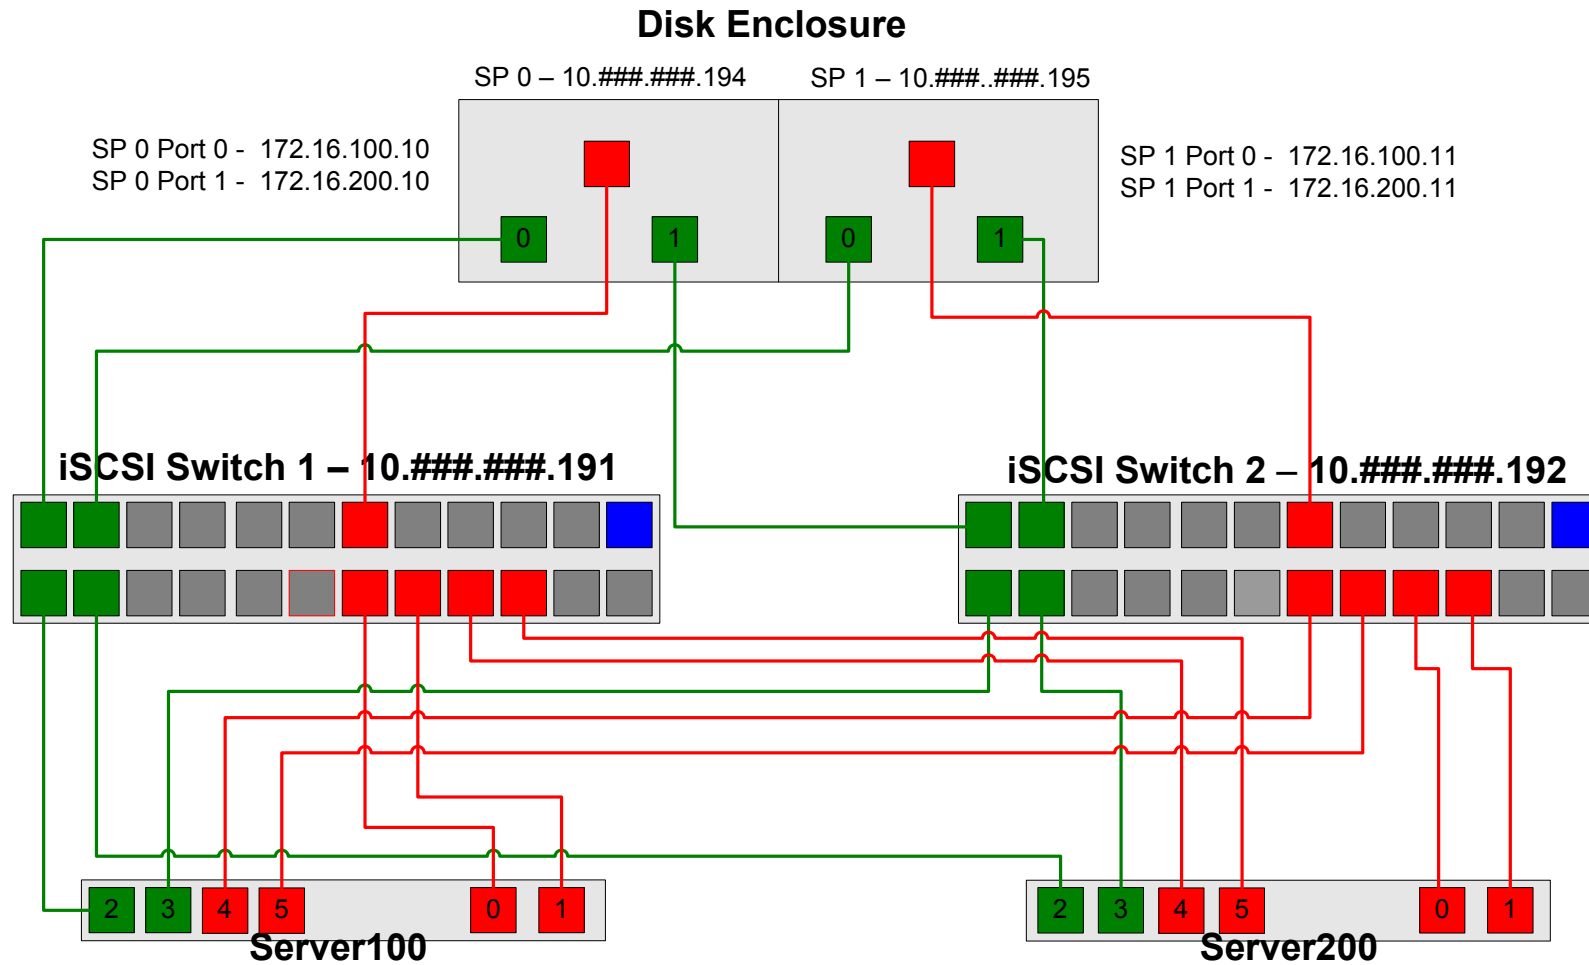 Disk Enclosure
SP 0 – 10.###.###.194
SP 1 – 10.###..###.195
SP 0 Port 0 - 172.16.100.10
SP 0 Port 1 - 172.16.200.10
SP 1 Port 0 - 172.16.100.11
SP 1 Port 1 - 172.16.200.11
0
1
0
1
iSCSI Switch 1 – 10.###.###.191
iSCSI Switch 2 – 10.###.###.192
2
3
4
5
0
1
Server100
2
3
4
5
0
1
Server200